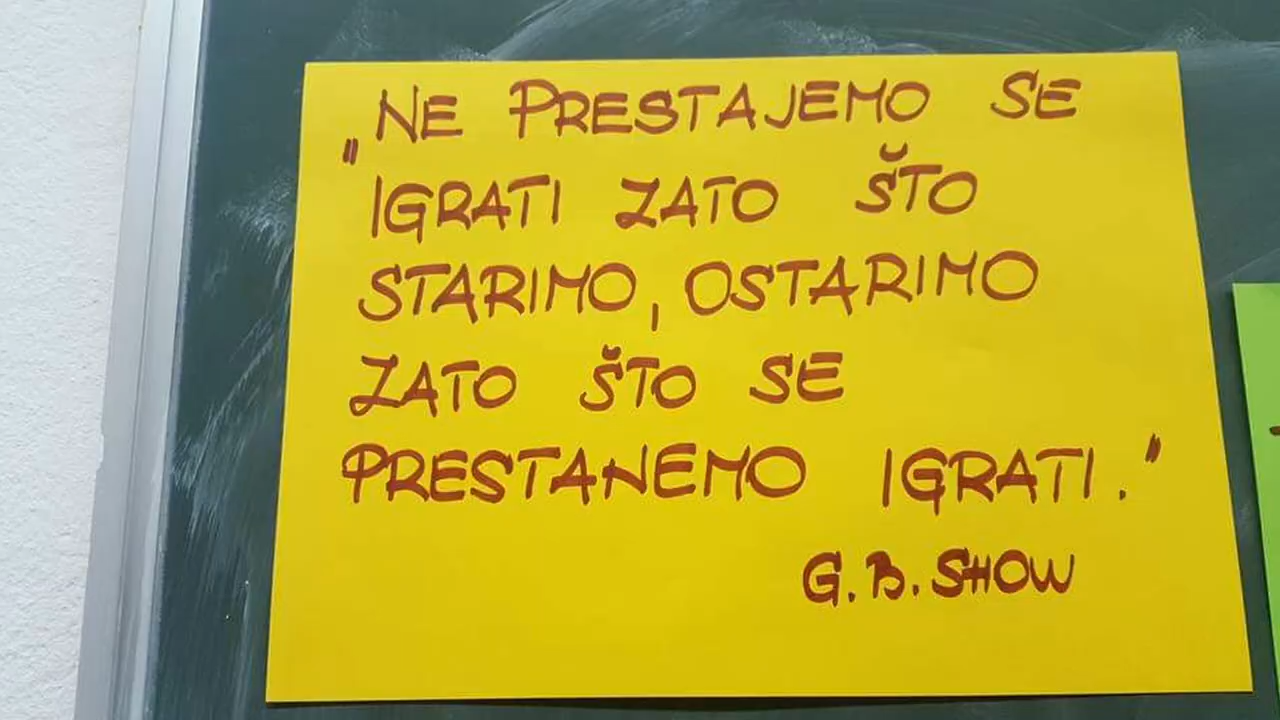 „NE PRESTAJEMO SE
IGRATI ZATO ŠTO
STARIMO, OSTARIMO
ZATO ŠTO SE
PRESTANEMO IGRATI."
G.B. SHOW